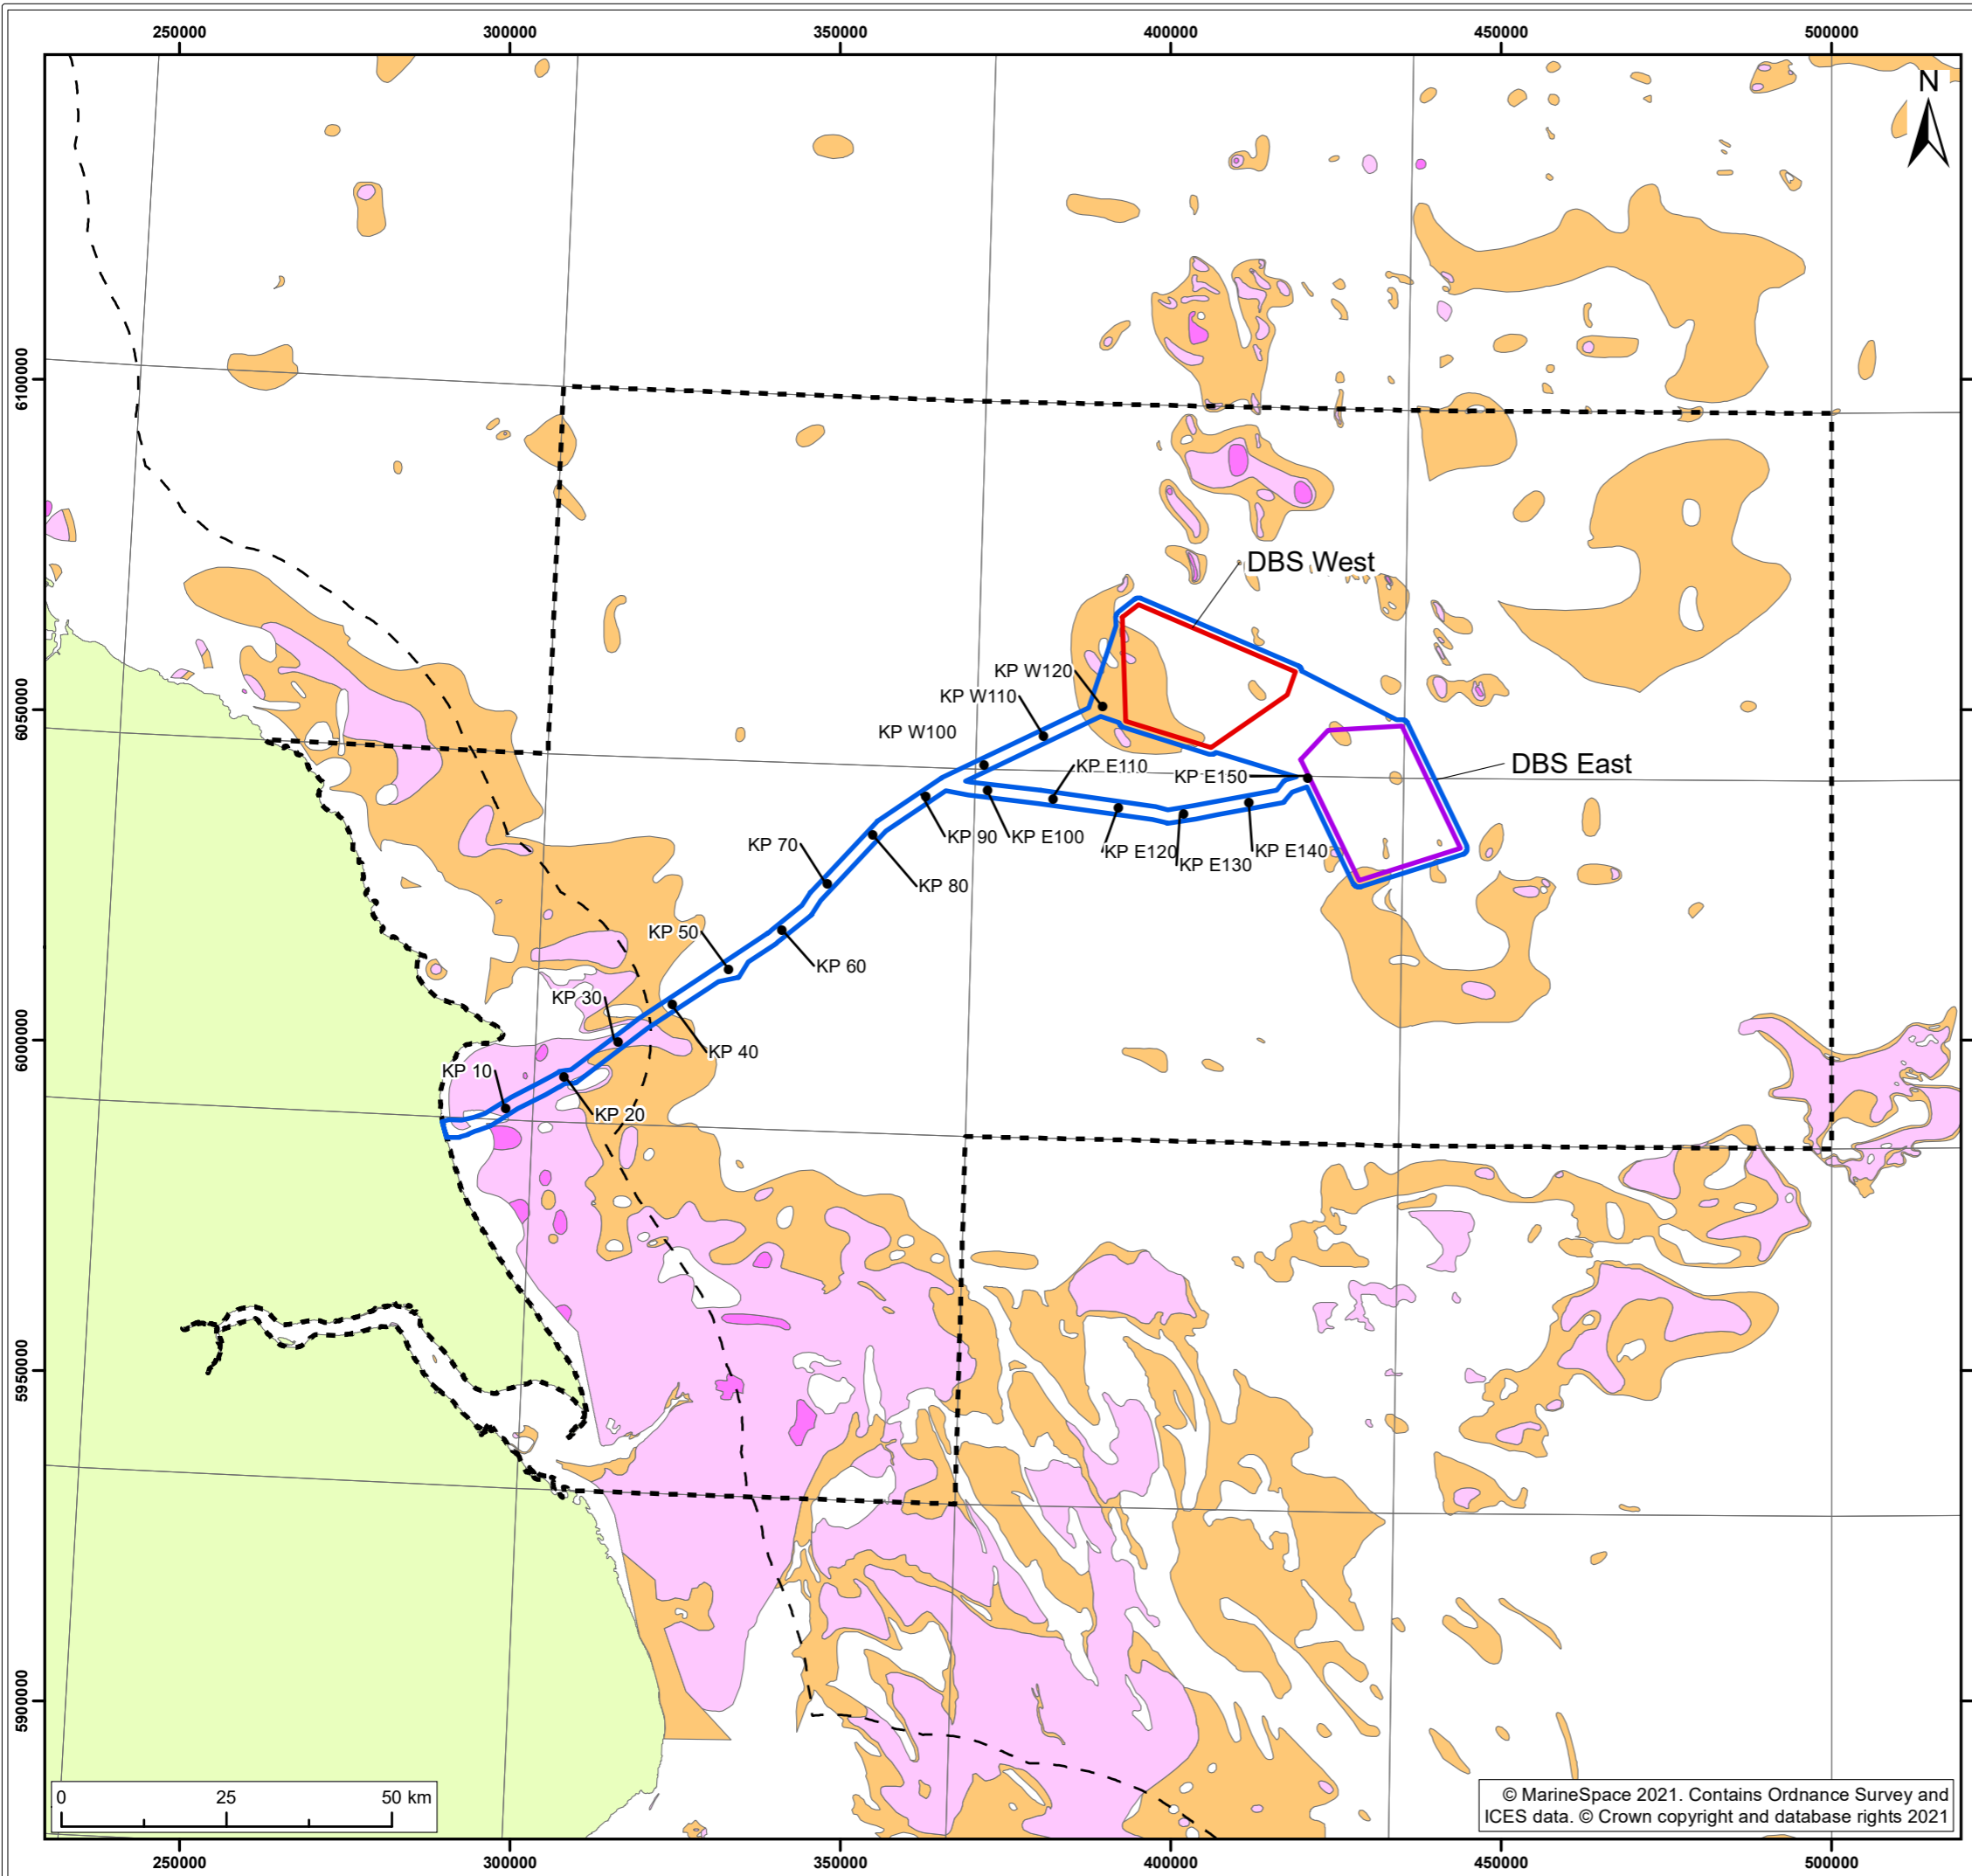 250000 300000 350000 400000 450000 500000
N
6100000
6050000
6000000
5950000
5900000
DBS West
DBS East
KP W120
KP W110
KP W100
KP E110
KP E150
KP 90
KP E100
KP E120
KP E130
KP E140
KP 70
KP 80
KP 50
KP 60
KP 30
KP 40
KP 10
KP 20
0 25 50 km
© MarineSpace 2021. Contains Ordnance Survey and
ICES data. © Crown copyright and database rights 2021
250000 300000 350000 400000 450000 500000